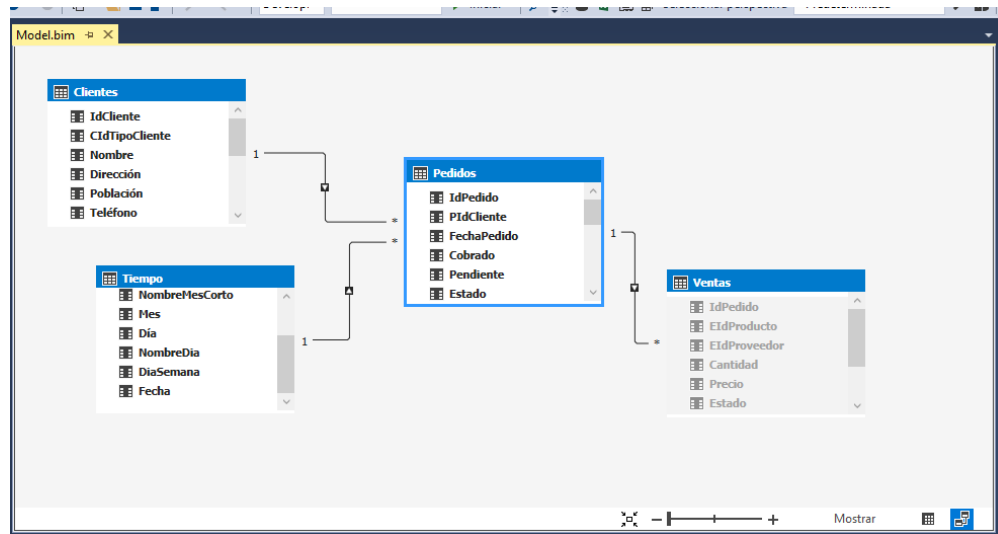 Model.bim
Clientes
IdCliente
CIdTipoCliente
Nombre
Dirección
Población
Teléfono
1
*
Pedidos
IdPedido
PIdCliente
FechaPedido
Cobrado
Pendiente
Estado
*
1
Tiempo
NombreMesCorto
Mes
Día
NombreDia
DiaSemana
Fecha
1
*
Ventas
IdPedido
EIdProducto
EIdProveedor
Cantidad
Precio
Estado
Mostrar